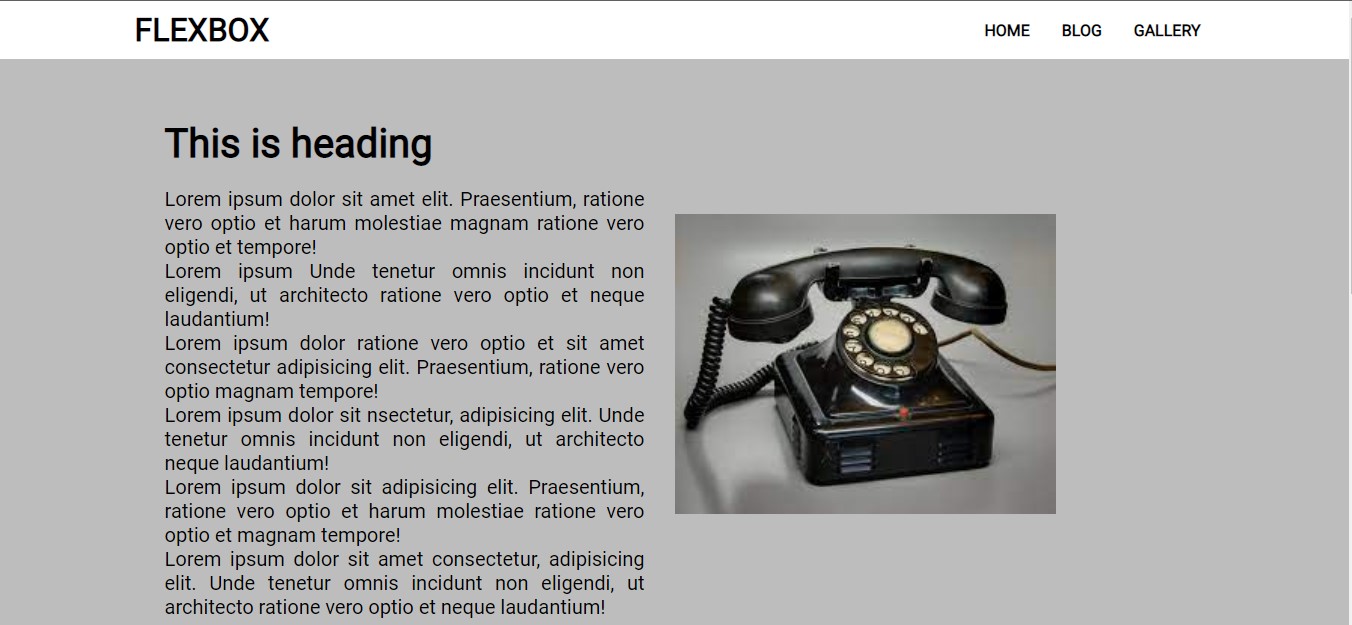 FLEXBOX
HOME BLOG GALLERY
This is heading
Lorem ipsum dolor sit amet elit. Praesentium, ratione
vero optio et harum molestiae magnam ratione vero
optio et tempore!
Lorem ipsum Unde tenetur omnis incidunt non
eligendi, ut architecto ratione vero optio et neque
laudantium!
Lorem ipsum dolor ratione vero optio et sit amet
consectetur adipisicing elit. Praesentium, ratione vero
optio magnam tempore!
Lorem ipsum dolor sit nsectetur, adipisicing elit. Unde
tenetur omnis incidunt non eligendi, ut architecto
neque laudantium!
Lorem ipsum dolor sit adipisicing elit. Praesentium,
ratione vero optio et harum molestiae ratione vero
optio et magnam tempore!
Lorem ipsum dolor sit amet consectetur, adipisicing
elit. Unde tenetur omnis incidunt non eligendi, ut
architecto ratione vero optio et neque laudantium!